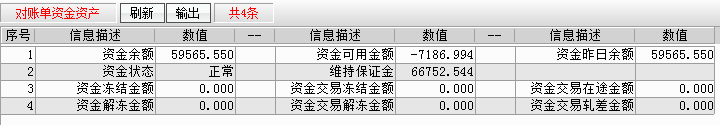 对账单资金资产 刷新 输出 共4条
序号 信息描述 数值 -- 信息描述 数值 -- 信息描述 数值
1 资金余额 59565.550 资金可用金额 -7186.994 资金昨日余额 59565.550
2 资金状态 正常 维持保证金 66752.544
3 资金冻结金额 0.000 资金交易冻结金额 0.000 资金交易在途金额 0.000
4 资金解冻金额 0.000 资金交易解冻金额 0.000 资金交易轧差金额 0.000